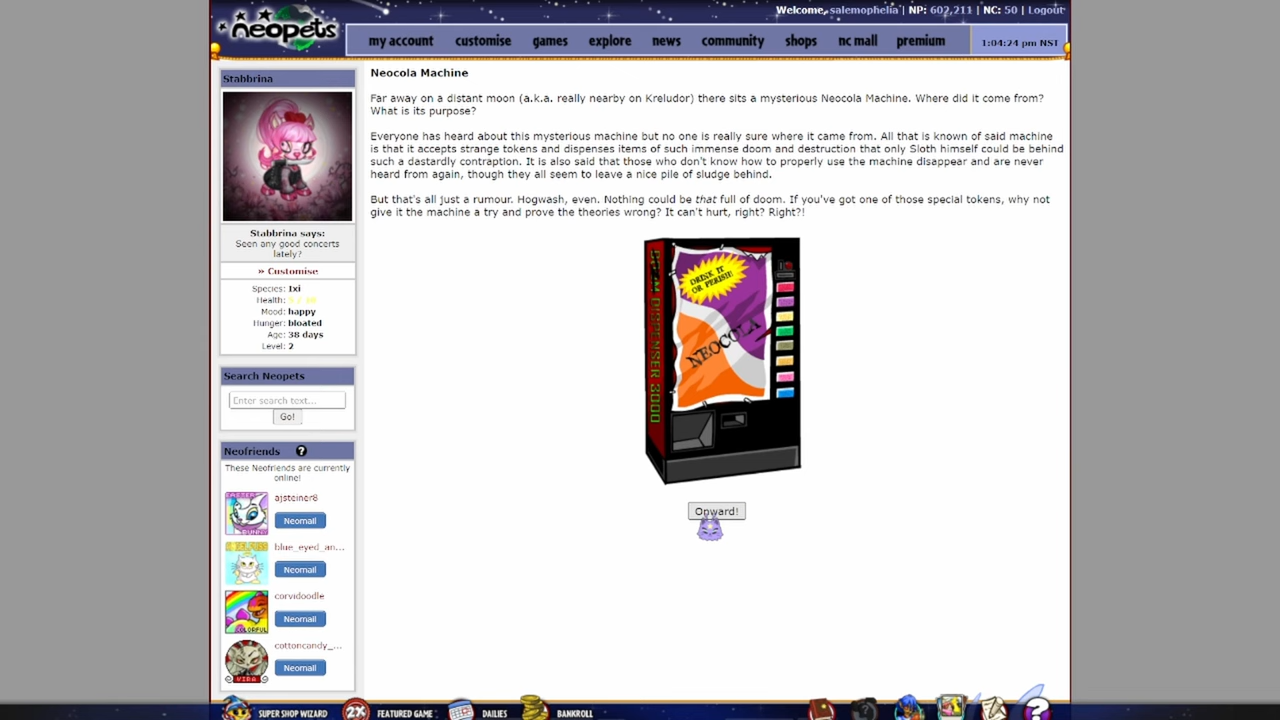 neopets
Welcome, salemophelia | NP: 602,211 | NC: 50 | Logout
my account customise games explore news community shops nc mall premium
1:04:24 pm NST
Stabbrina
Stabbrina says:
Seen any good concerts
lately?
» Customise
Species: Ixi
Health:
Mood: happy
Hunger: bloated
Age: 38 days
Level: 2
Search Neopets
Enter search text...
Go!
Neofriends ?
These Neofriends are currently
online!
ajsteiner8
Neomail
blue_eyed_an...
Neomail
corvidoodle
Neomail
COLORFUL
cottoncandy_...
Neomail
VIRA
Neocola Machine
Far away on a distant moon (a.k.a. really nearby on Kreludor) there sits a mysterious Neocola Machine. Where did it come from?
What is its purpose?
Everyone has heard about this mysterious machine but no one is really sure where it came from. All that is known of said machine
is that it accepts strange tokens and dispenses items of such immense doom and destruction that only Sloth himself could be behind
such a dastardly contraption. It is also said that those who don't know how to properly use the machine disappear and are never
heard from again, though they all seem to leave a nice pile of sludge behind.
But that's all just a rumour. Hogwash, even. Nothing could be that full of doom. If you've got one of those special tokens, why not
give it the machine a try and prove the theories wrong? It can't hurt, right? Right?!
DRINK IT
OR PERISH!
NEOCOLA
DISPENSER 3000
Onward!
SUPER SHOP WIZARD
2X FEATURED GAME
DAILIES
BANKROLL
?